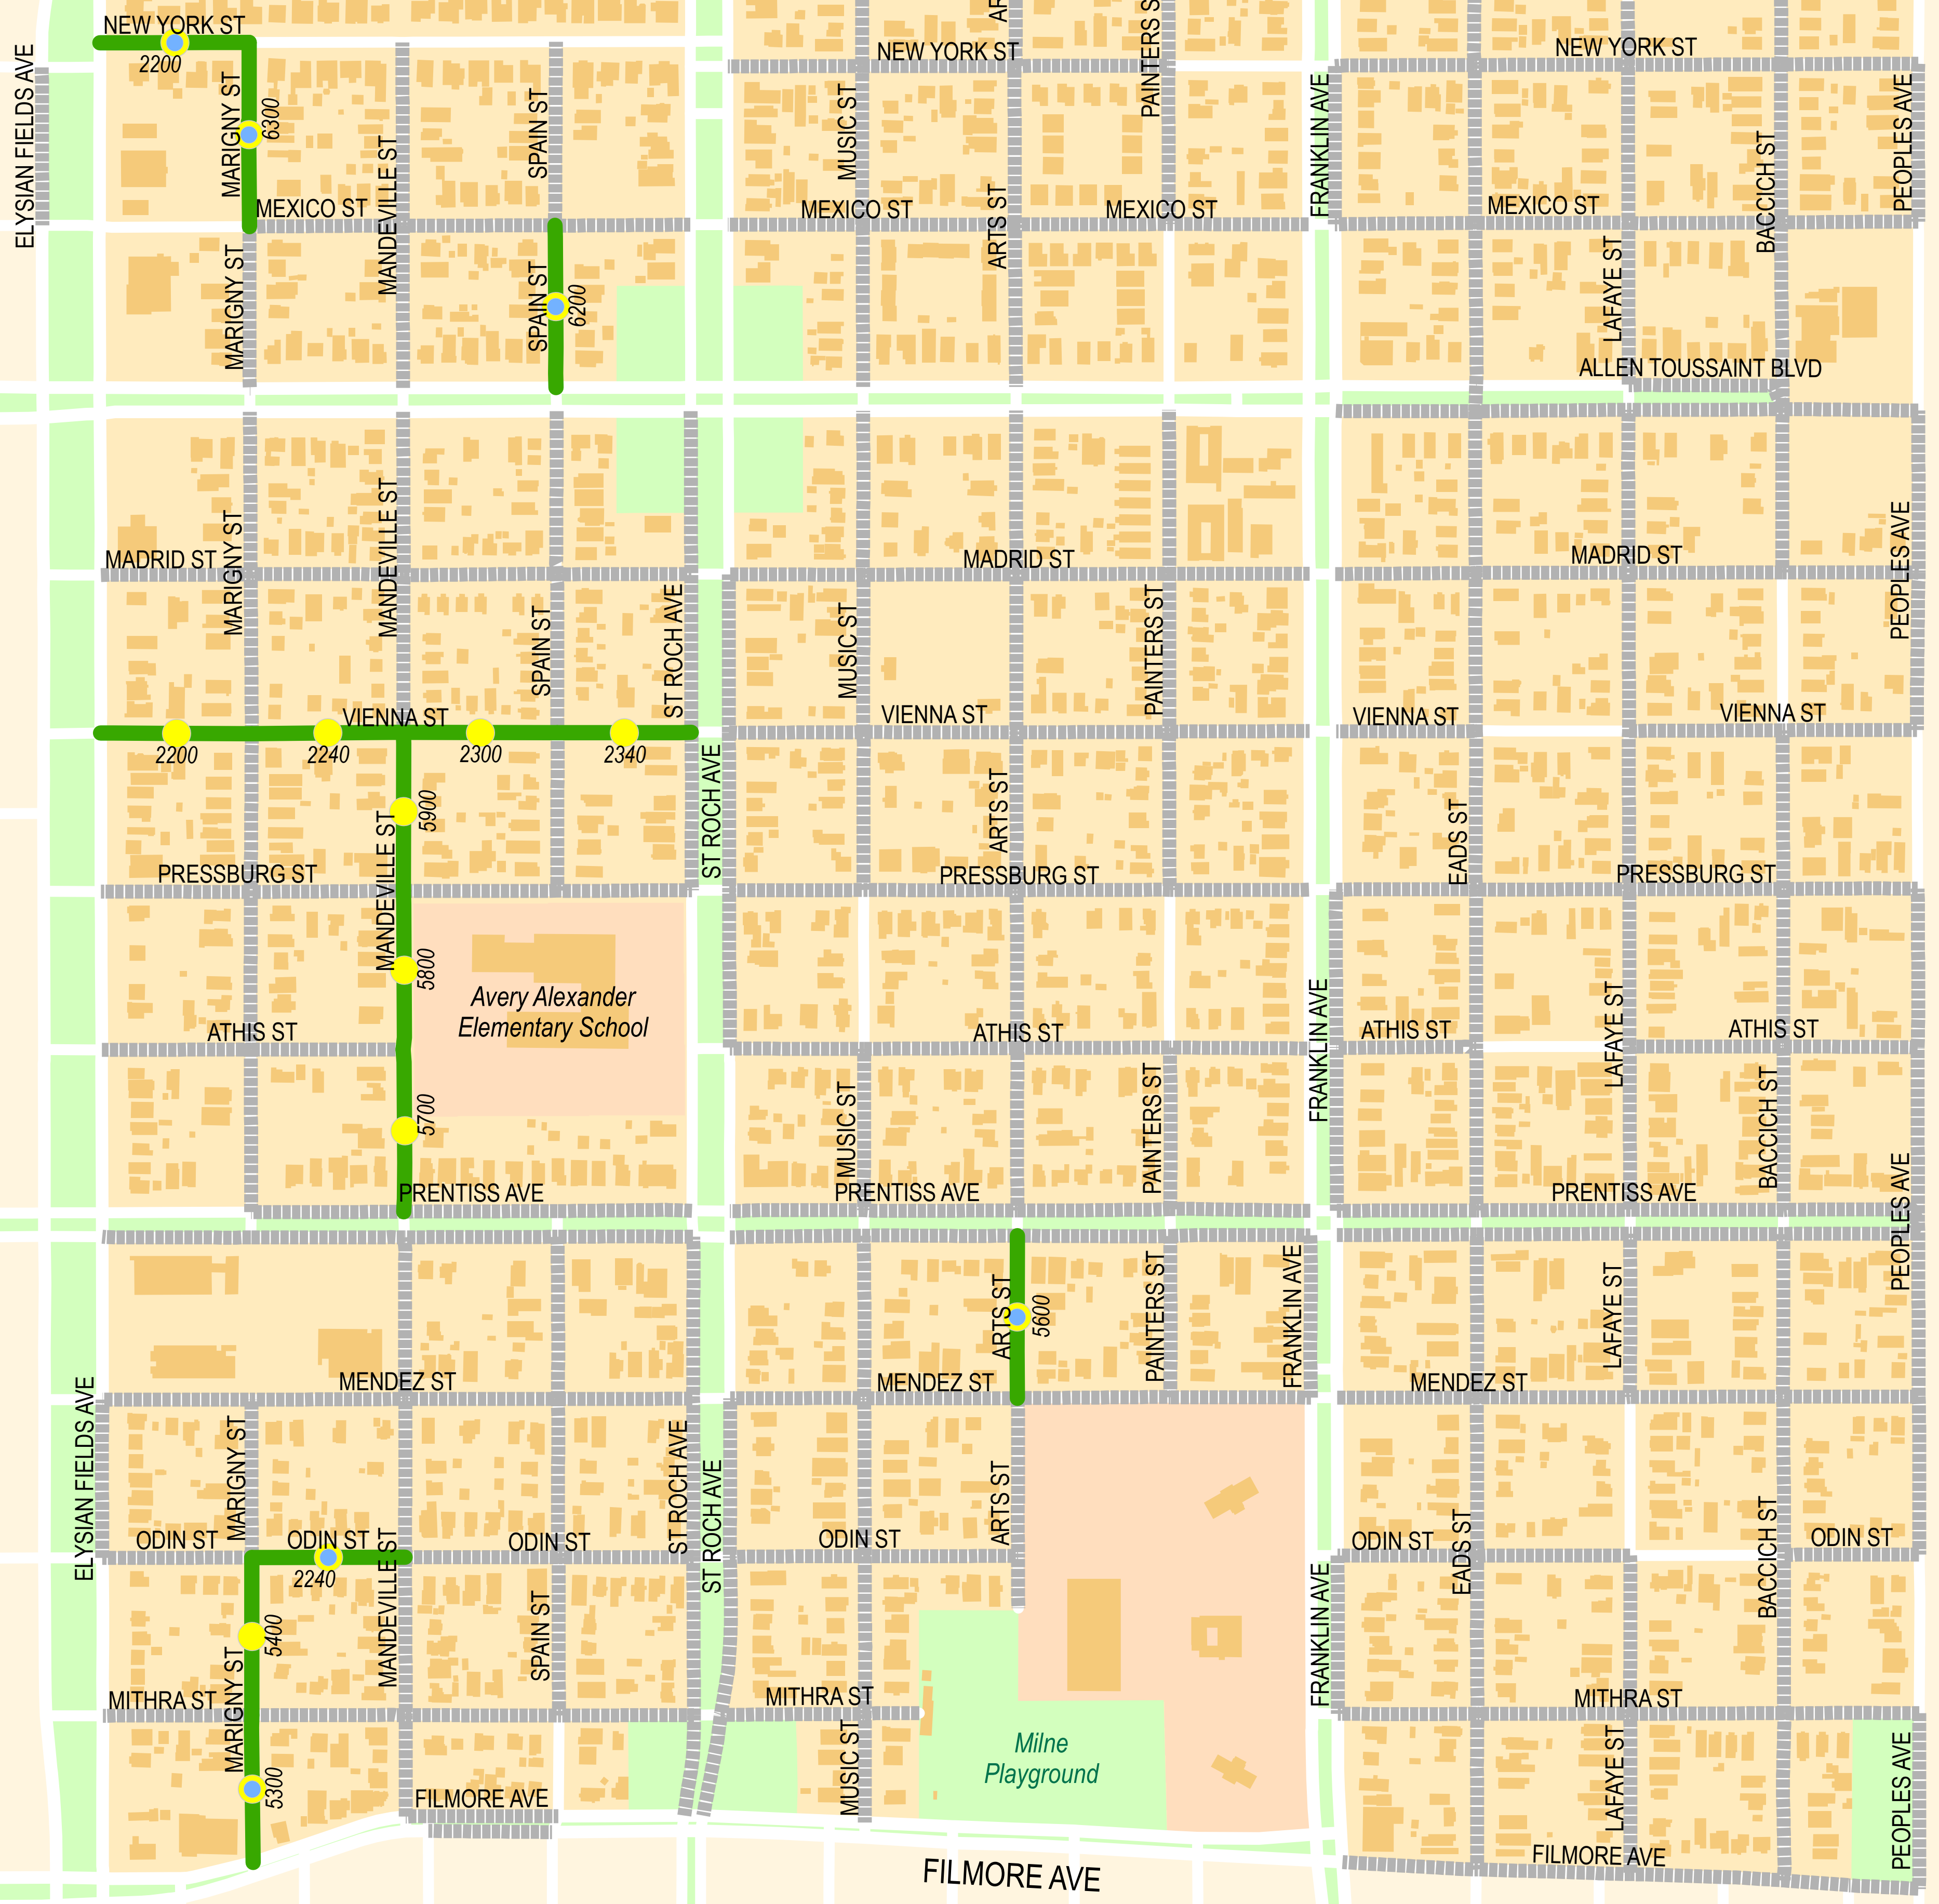 NEW YORK ST
2200
ELYSIAN FIELDS AVE
MARIGNY ST
6300
MANDEVILLE ST
SPAIN ST
MEXICO ST
NEW YORK ST
MUSIC ST
ARTS ST
PAINTERS ST
MEXICO ST
MEXICO ST
FRANKLIN AVE
NEW YORK ST
MEXICO ST
BACCICH ST
PEOPLES AVE
MARIGNY ST
SPAIN ST
6200
LAFAYE ST
ALLEN TOUSSAINT BLVD
MADRID ST
MARIGNY ST
MANDEVILLE ST
SPAIN ST
ST ROCH AVE
MADRID ST
MUSIC ST
PAINTERS ST
MADRID ST
PEOPLES AVE
VIENNA ST
2200
2240
2300
2340
VIENNA ST
VIENNA ST
VIENNA ST
MANDEVILLE ST
5900
ST ROCH AVE
ARTS ST
EADS ST
PRESSBURG ST
PRESSBURG ST
PRESSBURG ST
5800
Avery Alexander
Elementary School
ATHIS ST
ATHIS ST
ATHIS ST
ATHIS ST
FRANKLIN AVE
LAFAYE ST
5700
MUSIC ST
PAINTERS ST
BACCICH ST
PEOPLES AVE
PRENTISS AVE
PRENTISS AVE
PRENTISS AVE
ARTS ST
5600
PAINTERS ST
FRANKLIN AVE
LAFAYE ST
MENDEZ ST
MENDEZ ST
MENDEZ ST
ELYSIAN FIELDS AVE
MARIGNY ST
ST ROCH AVE
ST ROCH AVE
ARTS ST
EADS ST
BACCICH ST
ODIN ST
ODIN ST
ODIN ST
ODIN ST
ODIN ST
ODIN ST
2240
MANDEVILLE ST
5400
SPAIN ST
FRANKLIN AVE
MITHRA ST
MITHRA ST
MITHRA ST
MARIGNY ST
5300
MUSIC ST
Milne
Playground
LAFAYE ST
PEOPLES AVE
FILMORE AVE
FILMORE AVE
FILMORE AVE